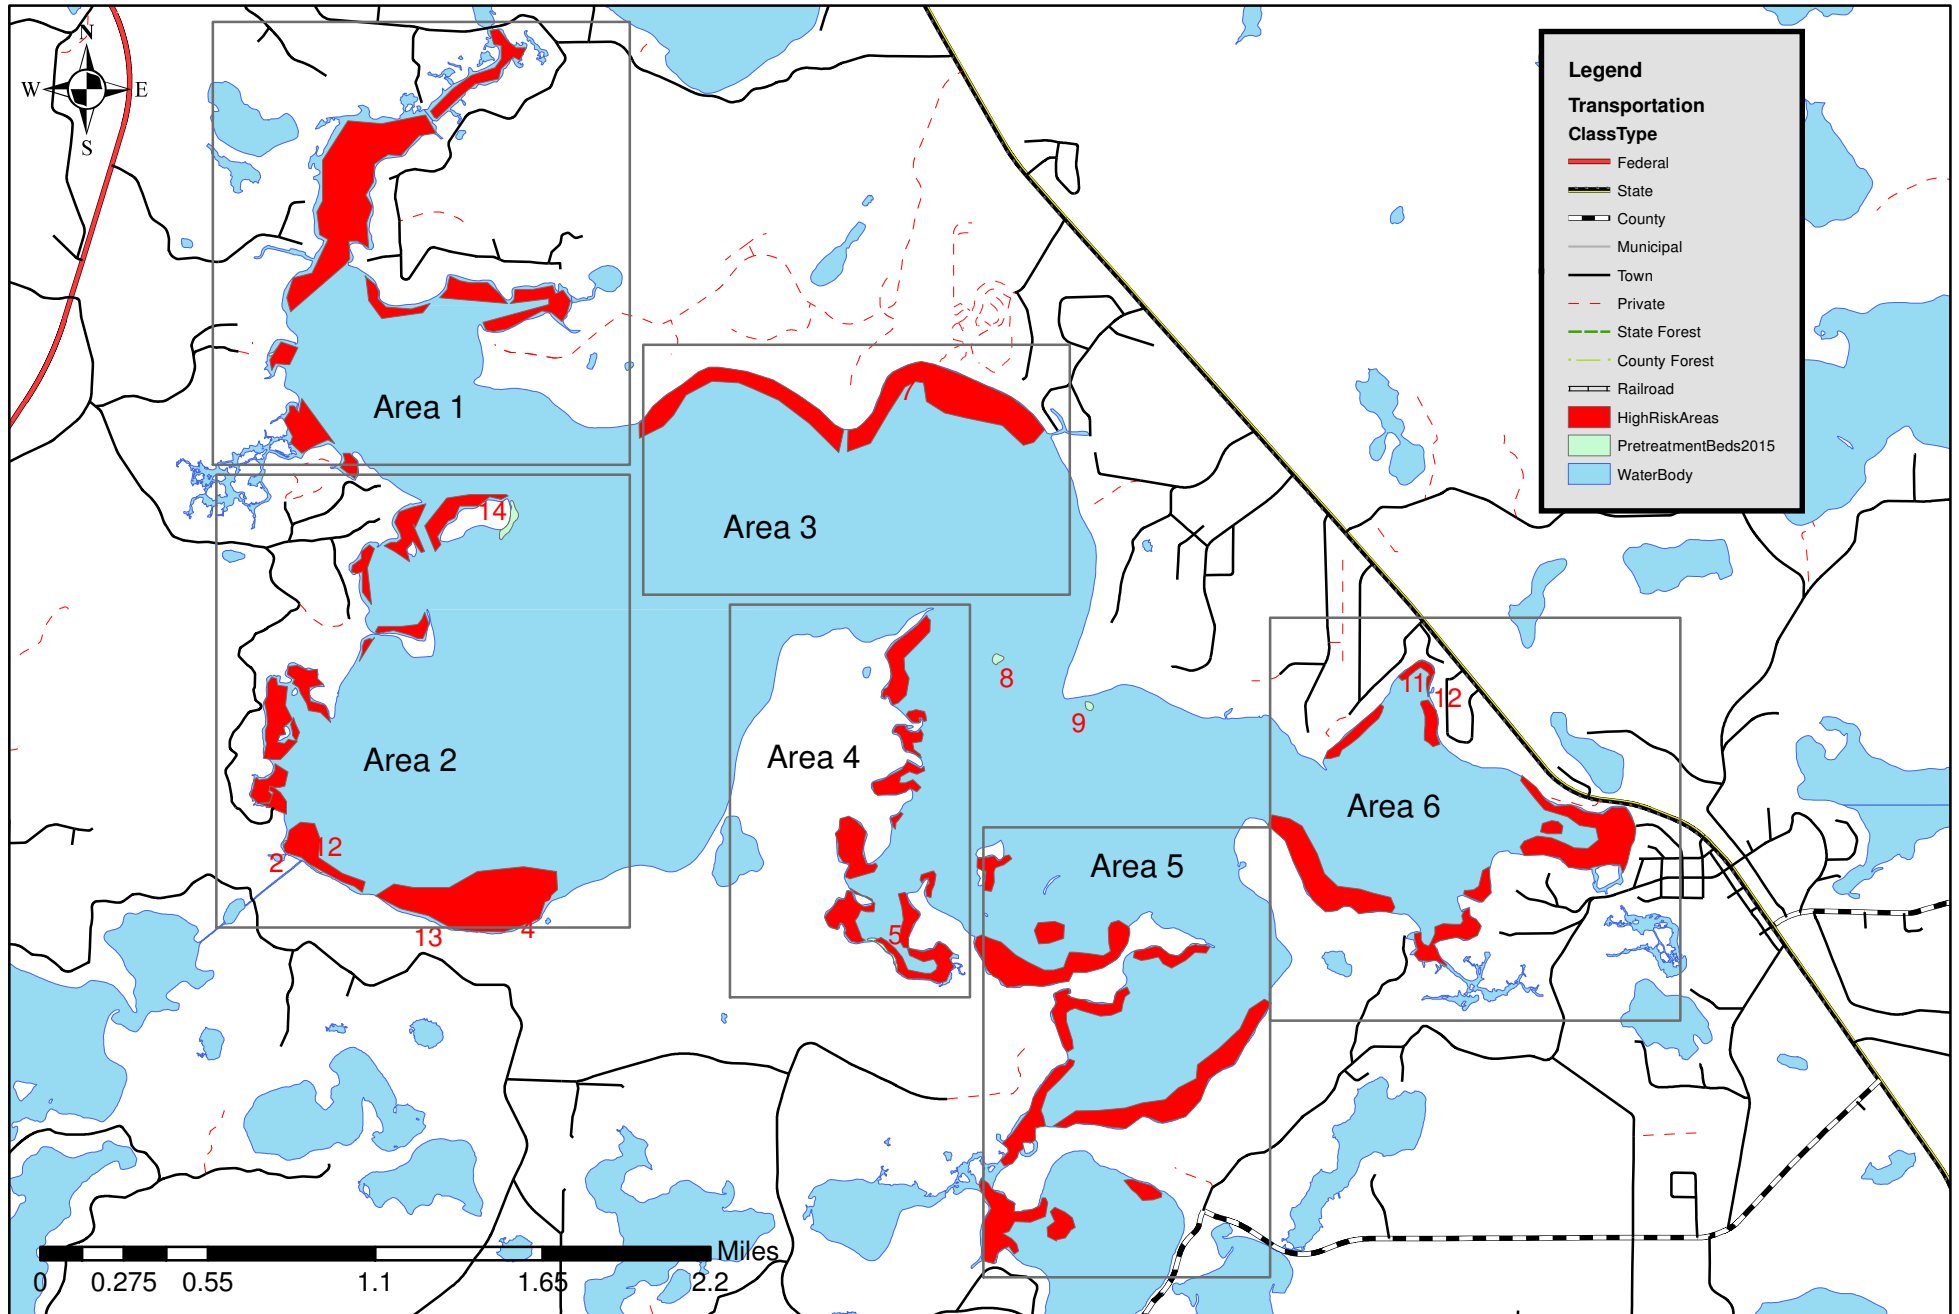 N
W E
S
Legend
Transportation
ClassType
Federal
State
County
Municipal
Town
Private
State Forest
County Forest
Railroad
HighRiskAreas
PretreatmentBeds2015
WaterBody
Area 1
7
14
Area 3
8
11
12
9
Area 2
Area 4
Area 6
12
2
Area 5
13
4
5
Miles
0 0.275 0.55 1.1 1.65 2.2